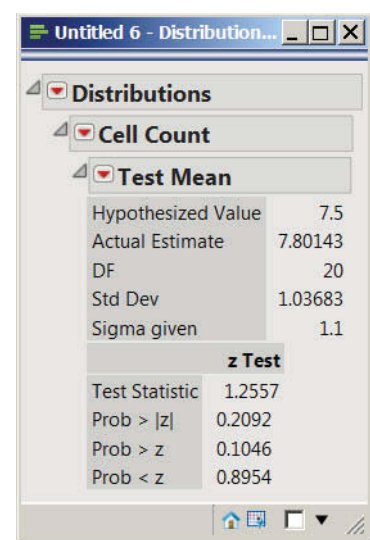 Untitled 6 - Distribution...
Distributions
Cell Count
Test Mean
Hypothesized Value 7.5
Actual Estimate 7.80143
DF 20
Std Dev 1.03683
Sigma given 1.1
z Test
Test Statistic 1.2557
Prob > |z| 0.2092
Prob > z 0.1046
Prob < z 0.8954